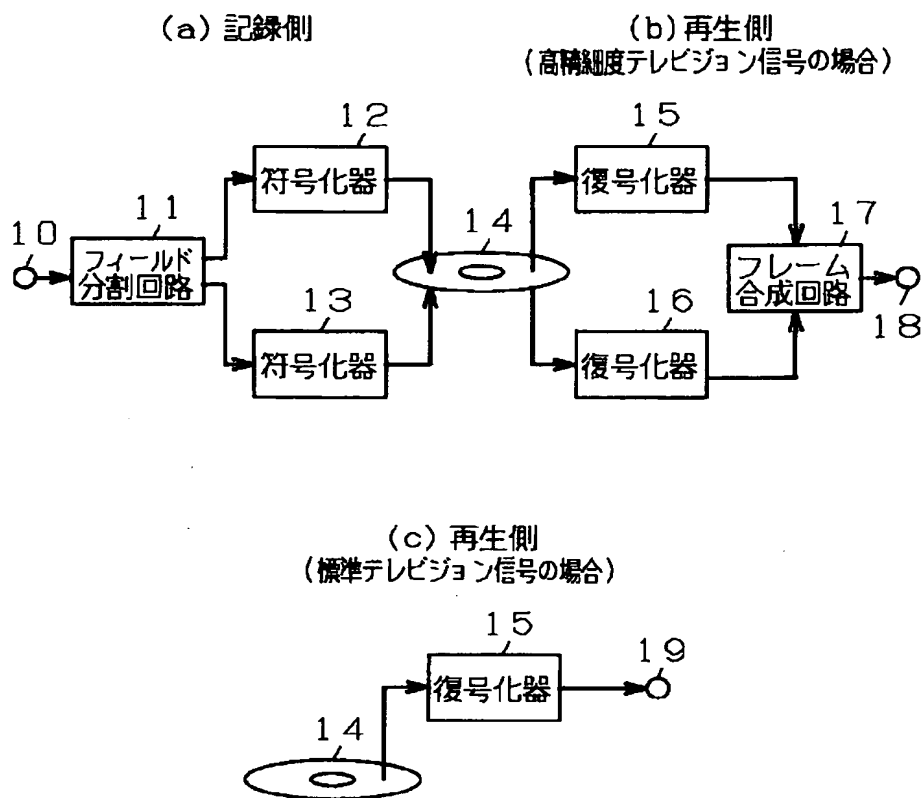 (a) 記録側
(b) 再生側
(高精細度テレビジョン信号の場合)
12
符号化器
15
復号化器
10
11
フィールド
分割回路
14
17
フレーム
合成回路
18
13
符号化器
16
復号化器
(c) 再生側
(標準テレビジョン信号の場合)
15
復号化器
19
14